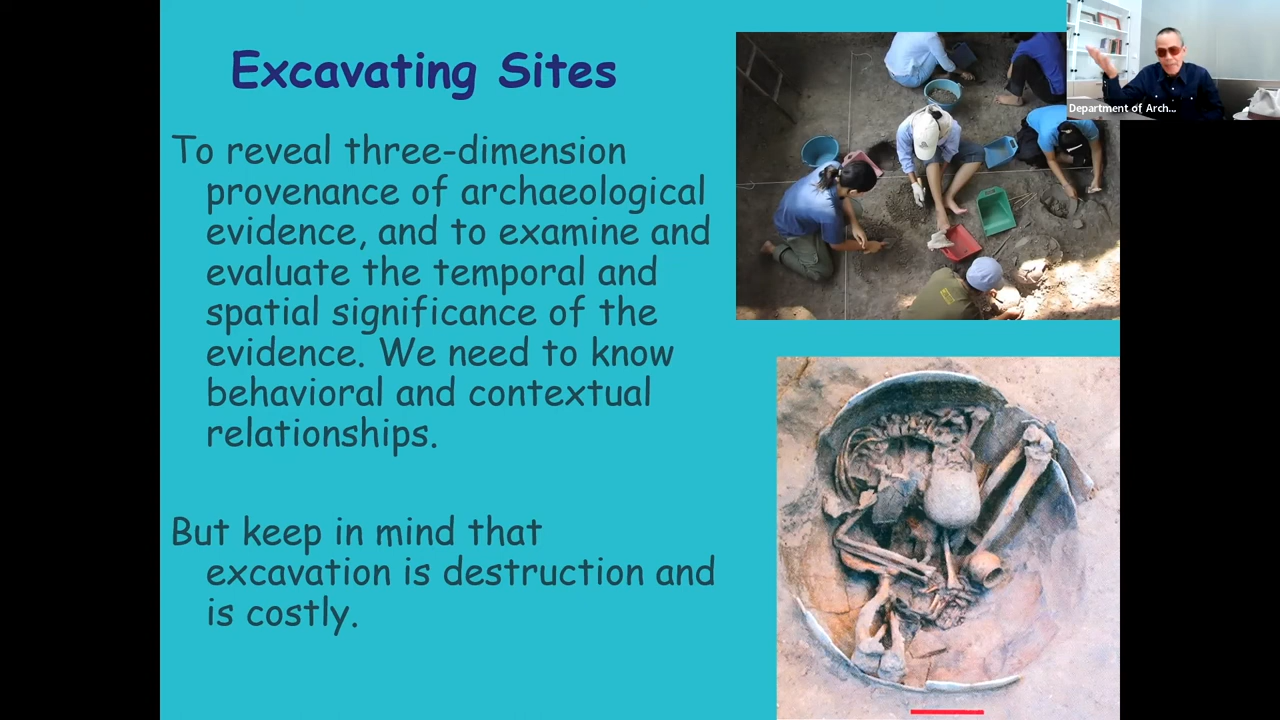 Excavating Sites
To reveal three-dimension
provenance of archaeological
evidence, and to examine and
evaluate the temporal and
spatial significance of the
evidence. We need to know
behavioral and contextual
relationships.
But keep in mind that
excavation is destruction and
is costly.
Department of Arch...